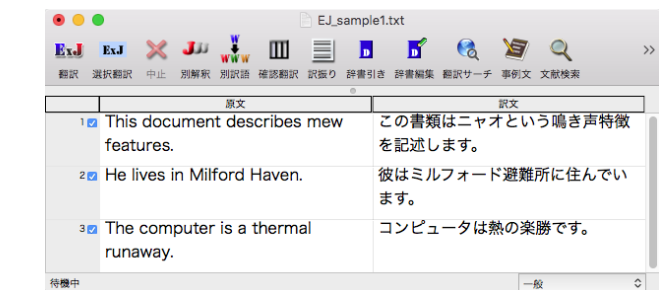 EJ_sample1.txt
ExJ ExJ J JJ W WWW D D
翻訳 選択翻訳 中止 別解釈 別訳語 確認翻訳 訳振り 辞書引き 辞書編集 翻訳サーチ 事例文 文献検索
原文 訳文
1 This document describes mew この書類はニャオという鳴き声特徴
features. を記述します。
2 He lives in Milford Haven. 彼はミルフォード避難所に住んでい
ます。
3 The computer is a thermal コンピュータは熱の楽勝です。
runaway.
待機中 一般